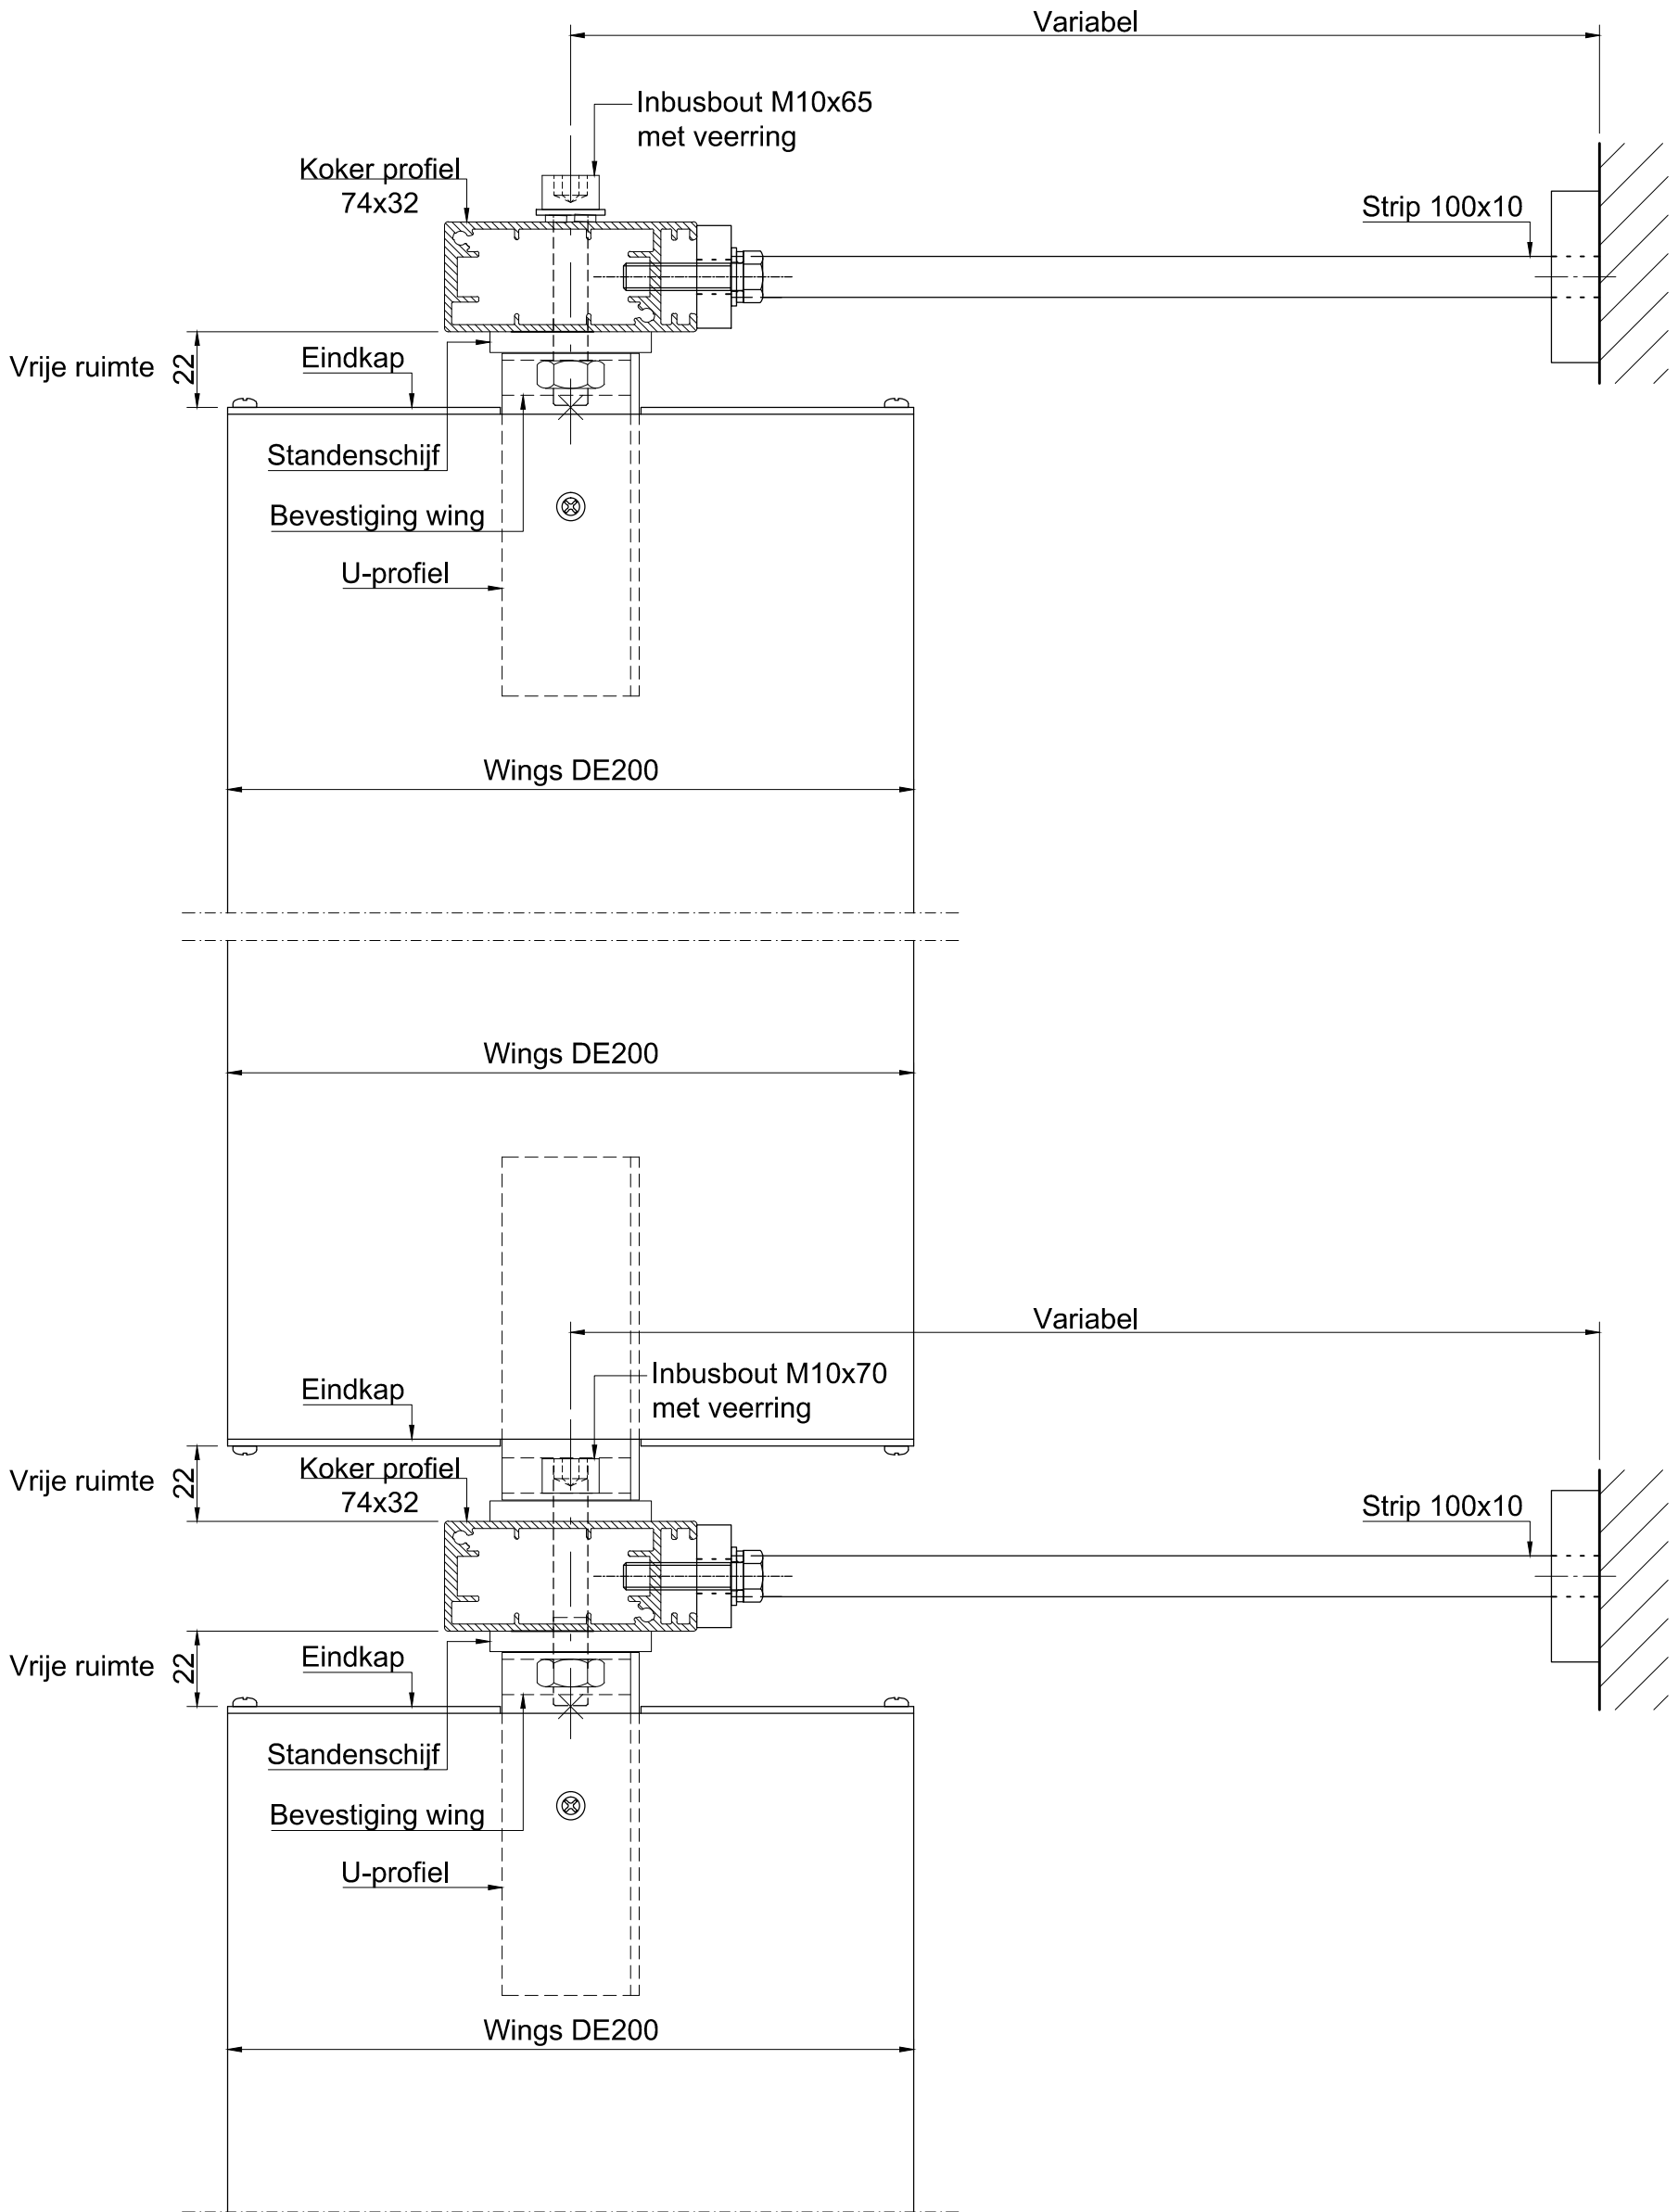 Variabel
Inbusbout M10x65
met veerring
Koker profiel
74x32
Strip 100x10
Vrije ruimte
22
Eindkap
Standenschijf
Bevestiging wing
U-profiel
Wings DE200
Wings DE200
Variabel
Inbusbout M10x70
met veerring
Eindkap
Vrije ruimte
22
Koker profiel
74x32
Strip 100x10
Vrije ruimte
22
Eindkap
Standenschijf
Bevestiging wing
U-profiel
Wings DE200